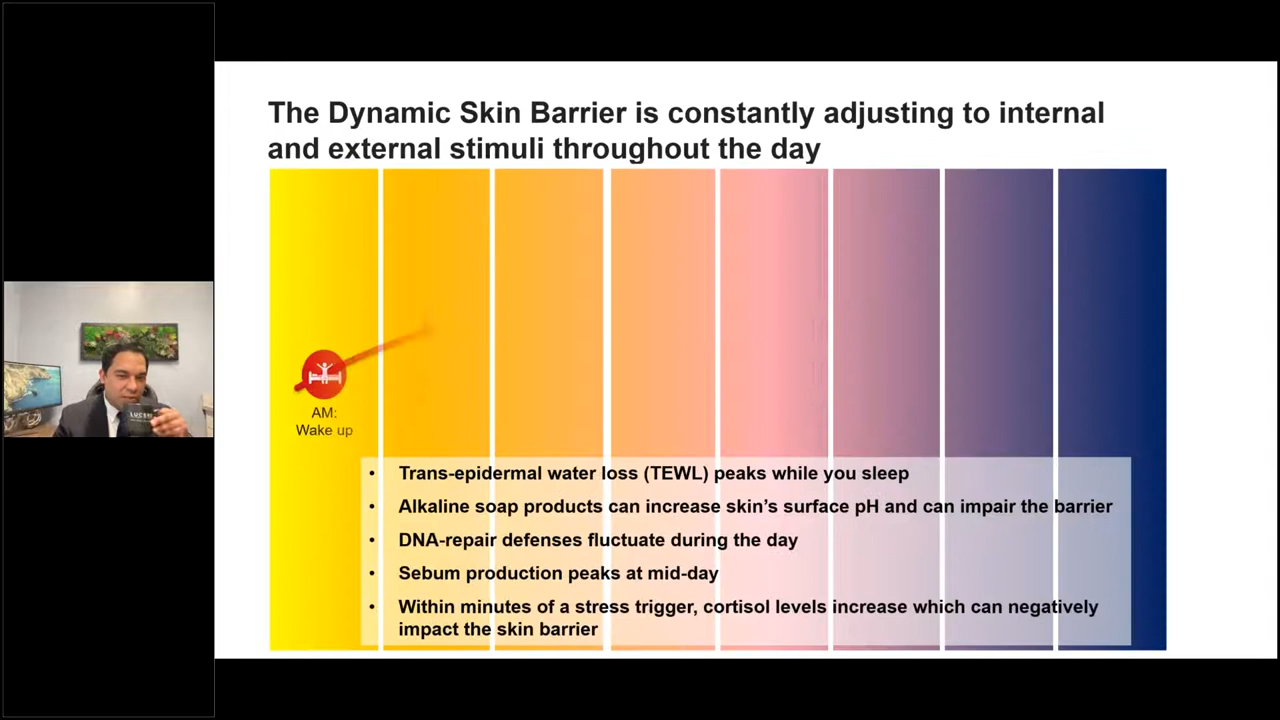 The Dynamic Skin Barrier is constantly adjusting to internal
and external stimuli throughout the day
AM:
Wake up
• Trans-epidermal water loss (TEWL) peaks while you sleep
• Alkaline soap products can increase skin’s surface pH and can impair the barrier
• DNA-repair defenses fluctuate during the day
• Sebum production peaks at mid-day
• Within minutes of a stress trigger, cortisol levels increase which can negatively
impact the skin barrier